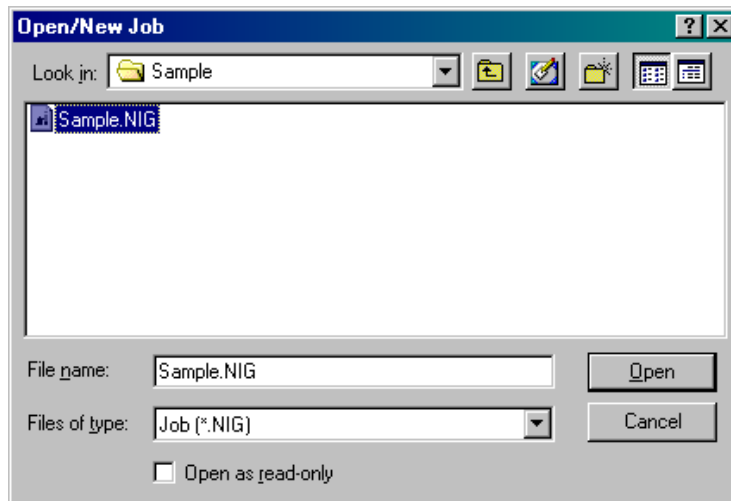 Open/New Job
Look in: Sample
Sample.NIG
File name: Sample.NIG Open
Files of type: Job (*.NIG) Cancel
Open as read-only